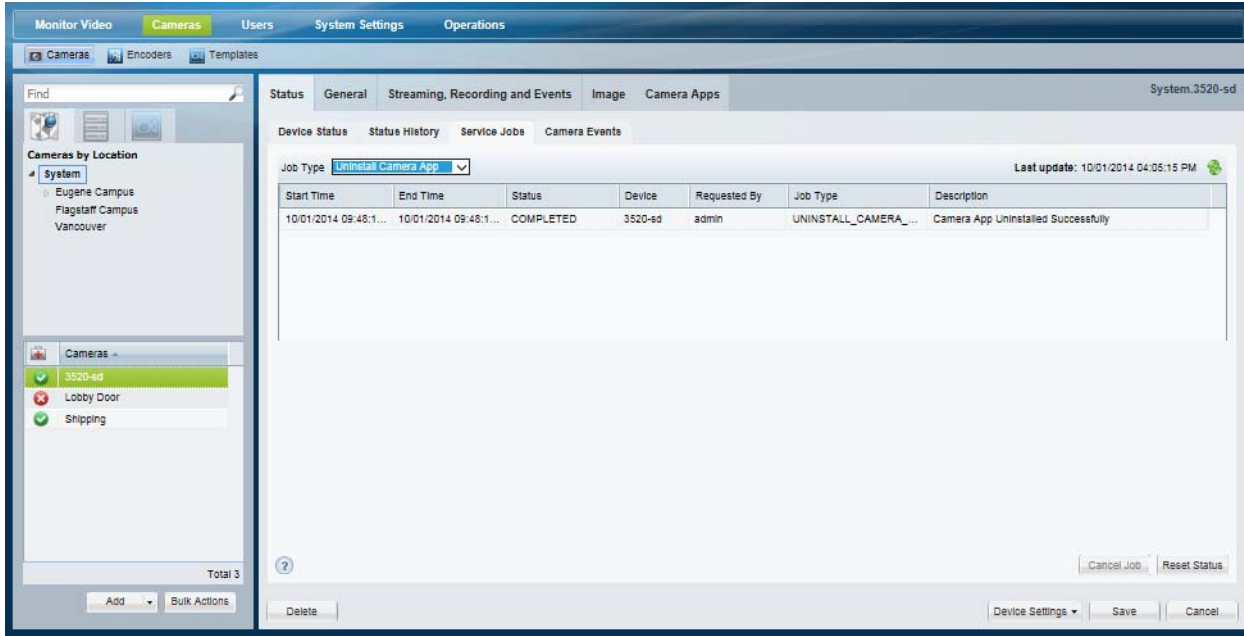 Monitor Video Cameras Users System Settings Operations
Cameras Encoders Templates
Find
Cameras by Location
System
Eugene Campus
Flagstaff Campus
Vancouver
Cameras
3520-sd
Lobby Door
Shipping
Total 3
Add Bulk Actions
System.3520-sd
Status General Streaming, Recording and Events Image Camera Apps
Device Status Status History Service Jobs Camera Events
Job Type Uninstall Camera App Last update: 10/01/2014 04:05:15 PM
Start Time End Time Status Device Requested By Job Type Description
10/01/2014 09:48:1... 10/01/2014 09:48:1... COMPLETED 3520-sd admin UNINSTALL_CAMERA_... Camera App Uninstalled Successfully
?
Cancel Job Reset Status
Delete Device Settings Save Cancel